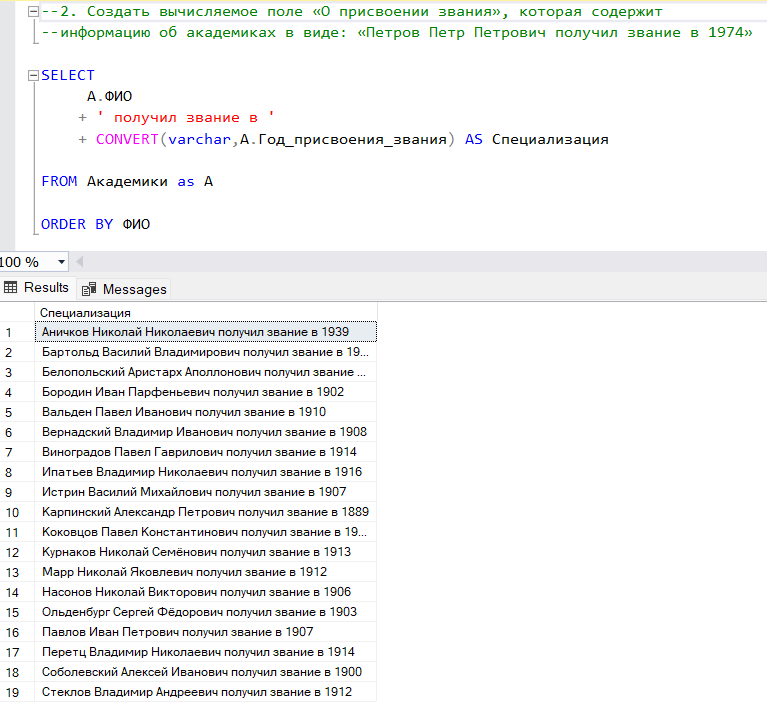 --2. Создать вычисляемое поле «О присвоении звания», которая содержит
--информацию об академиках в виде: «Петров Петр Петрович получил звание в 1974»
SELECT
А.ФИО
+ ' получил звание в '
+ CONVERT(varchar,А.Год_присвоения_звания) AS Специализация
FROM Академики as А
ORDER BY ФИО
100 %
Results Messages
Специализация
1 Аничков Николай Николаевич получил звание в 1939
2 Бартольд Василий Владимирович получил звание в 19...
3 Белопольский Аристарх Аполлонович получил звание ...
4 Бородин Иван Парфеньевич получил звание в 1902
5 Вальден Павел Иванович получил звание в 1910
6 Вернадский Владимир Иванович получил звание в 1908
7 Виноградов Павел Гаврилович получил звание в 1914
8 Ипатьев Владимир Николаевич получил звание в 1916
9 Истрин Василий Михайлович получил звание в 1907
10 Карпинский Александр Петрович получил звание в 1889
11 Коковцов Павел Константинович получил звание в 19...
12 Курнаков Николай Семёнович получил звание в 1913
13 Марр Николай Яковлевич получил звание в 1912
14 Насонов Николай Викторович получил звание в 1906
15 Ольденбург Сергей Фёдорович получил звание в 1903
16 Павлов Иван Петрович получил звание в 1907
17 Перетц Владимир Николаевич получил звание в 1914
18 Соболевский Алексей Иванович получил звание в 1900
19 Стеклов Владимир Андреевич получил звание в 1912